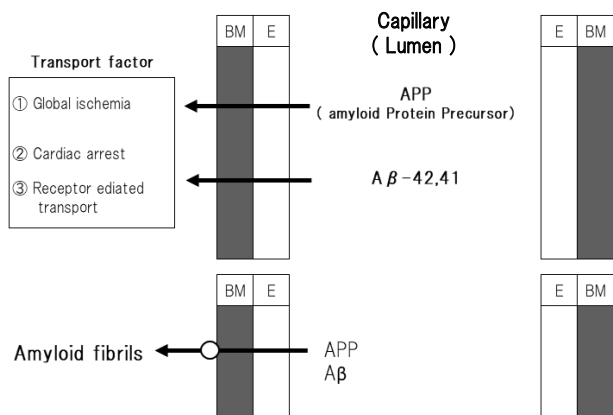 BM E
Capillary
( Lumen )
E BM
Transport factor
① Global ischemia
② Cardiac arrest
③ Receptor ediated
transport
APP
( amyloid Protein Precursor)
Aβ-42,41
BM E
E BM
Amyloid fibrils
APP
Aβ